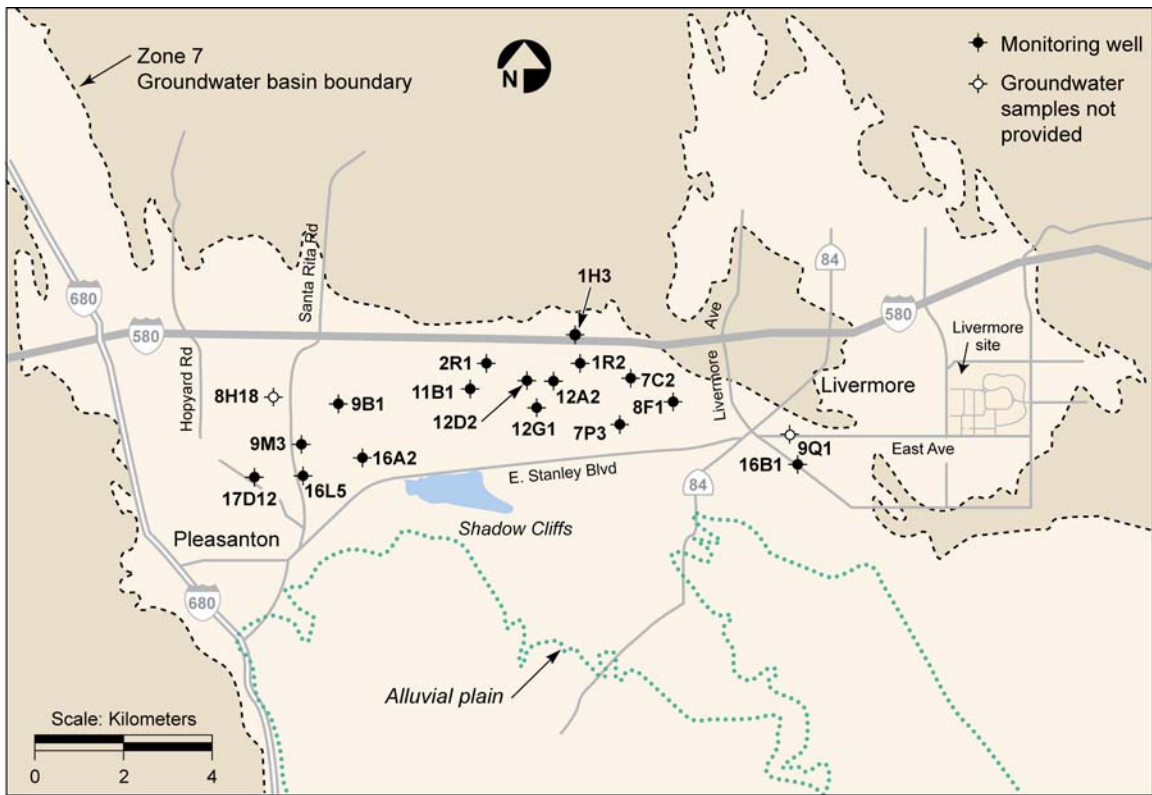 Zone 7
Groundwater basin boundary
N
Monitoring well
Groundwater
samples not
provided
680
580
Hopyard Rd
Santa Rita Rd
1H3
Livermore Ave
84
580
Livermore
site
2R1
1R2
7C2
Livermore
8H18
9B1
11B1
12D2
12A2
12G1
8F1
7P3
9M3
16A2
9Q1
East Ave
16B1
17D12
16L5
E. Stanley Blvd
84
Pleasanton
Shadow Cliffs
680
Alluvial plain
Scale: Kilometers
0 2 4